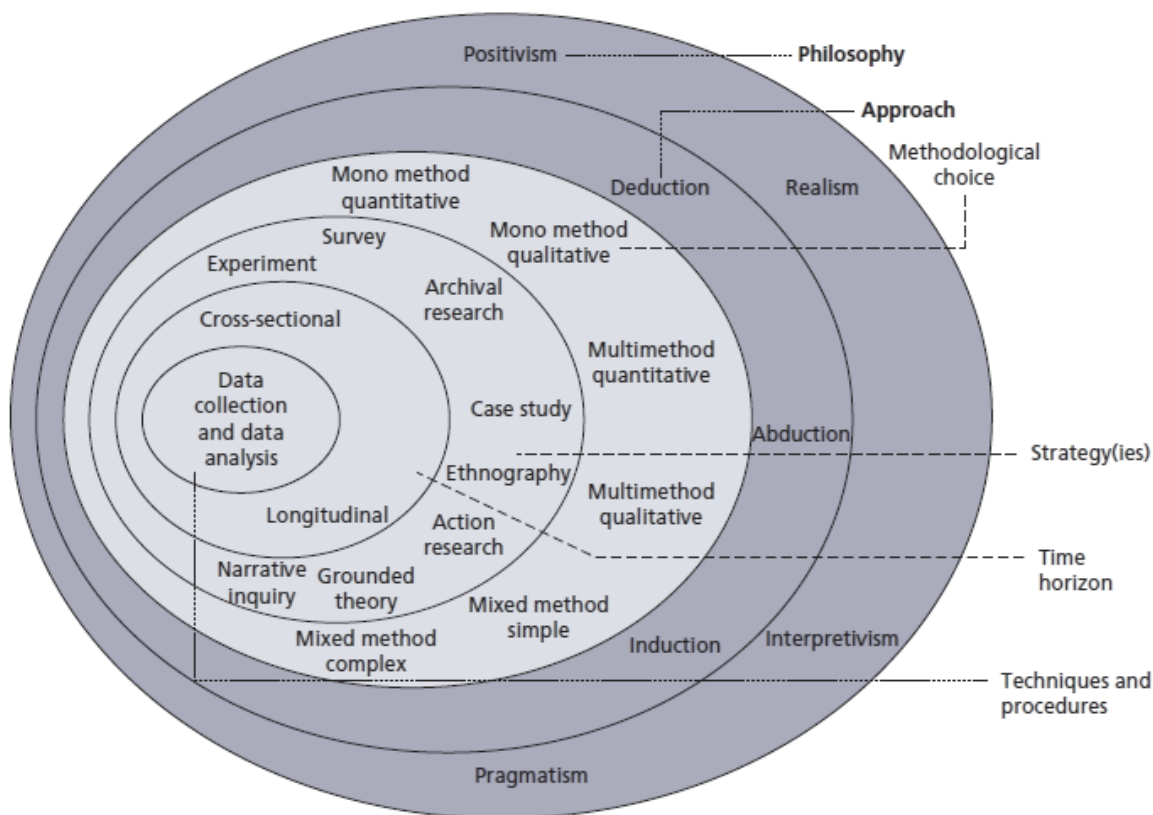 Positivism
Philosophy
Approach
Methodological
choice
Deduction
Realism
Mono method
quantitative
Mono method
qualitative
Survey
Experiment
Archival
research
Cross-sectional
Multimethod
quantitative
Data
collection
and data
analysis
Case study
Abduction
Strategy(ies)
Ethnography
Multimethod
qualitative
Longitudinal
Action
research
Time
horizon
Narrative
inquiry
Grounded
theory
Mixed method
simple
Mixed method
complex
Induction
Interpretivism
Techniques and
procedures
Pragmatism